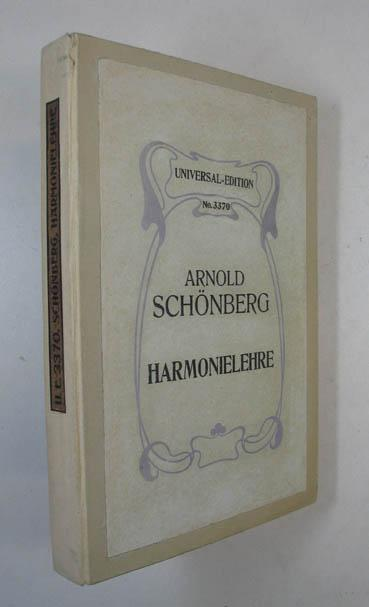 UNIVERSAL-EDITION
No. 3370
ARNOLD
SCHÖNBERG
HARMONIELEHRE
U.E. 3370. SCHÖNBERG, HARMONIELEHRE